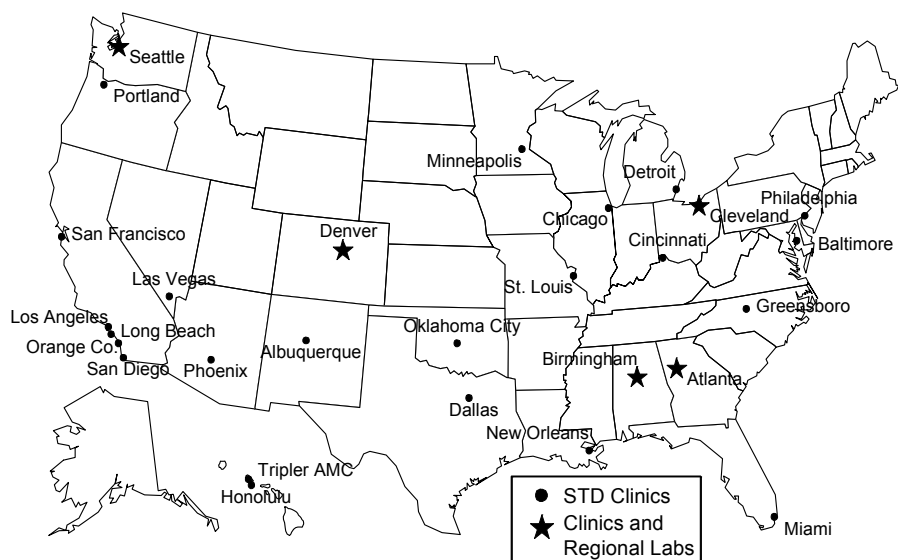 Seattle
Portland
Minneapolis
Detroit
Philadelphia
Chicago
Cleveland
San Francisco
Denver
Cincinnati
Baltimore
Las Vegas
St. Louis
Greensboro
Los Angeles
Long Beach
Oklahoma City
Orange Co.
Albuquerque
Birmingham
San Diego
Phoenix
Atlanta
Dallas
New Orleans
Tripler AMC
Honolulu
STD Clinics
Clinics and
Regional Labs
Miami